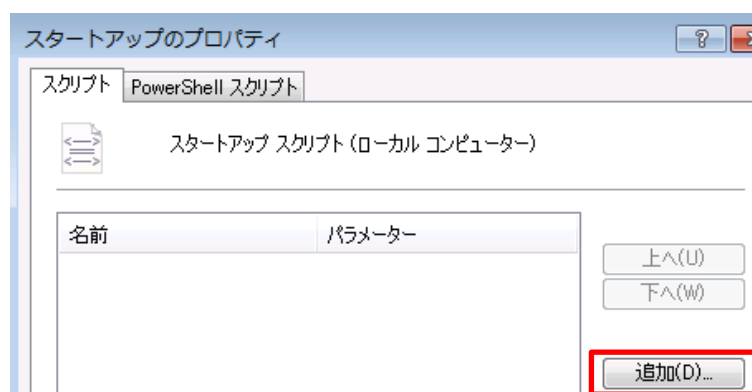 スタートアップのプロパティ
スクリプト PowerShell スクリプト
スタートアップ スクリプト (ローカル コンピューター)
名前 パラメーター
上へ(U)
下へ(W)
追加(D)...